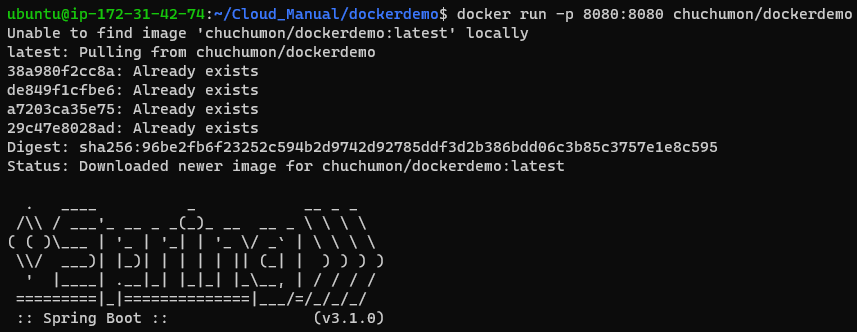 ubuntu@ip-172-31-42-74:~/Cloud_Manual/dockerdemo$ docker run -p 8080:8080 chuchumon/dockerdemo
Unable to find image 'chuchumon/dockerdemo:latest' locally
latest: Pulling from chuchumon/dockerdemo
38a980f2cc8a: Already exists
de849f1cfbe6: Already exists
a7203ca35e75: Already exists
29c47e8028ad: Already exists
Digest: sha256:96be2fb6f23252c594b2d9742d92785ddf3d2b386bdd06c3b85c3757e1e8c595
Status: Downloaded newer image for chuchumon/dockerdemo:latest

  .   ____          _            __ _ _
 /\\ / ___'_ __ _ _(_)_ __  __ _ \ \ \ \
( ( )\___ | '_ | '_| | '_ \/ _` | \ \ \ \
 \\/  ___)| |_)| | | | | || (_| |  ) ) ) )
  '  |____| .__|_| |_|_| |_\__, | / / / /
 =========|_|==============|___/=/_/_/_/
 :: Spring Boot ::                (v3.1.0)